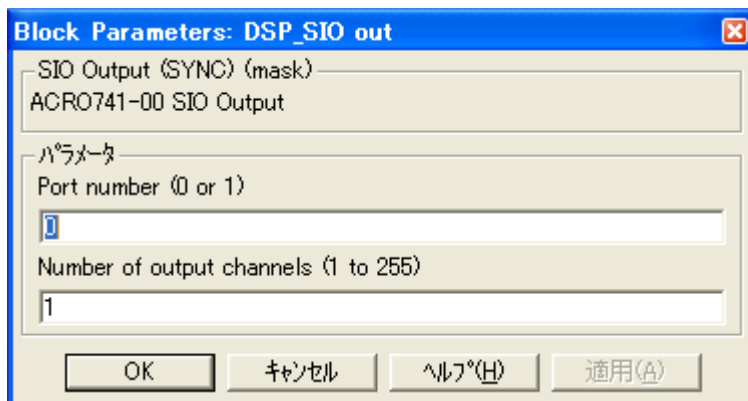 Block Parameters: DSP_SIO out
SIO Output (SYNC) (mask)
ACRO741-00 SIO Output
パラメータ
Port number (0 or 1)
0
Number of output channels (1 to 255)
1
OK キャンセル ヘルプ(H) 適用(A)